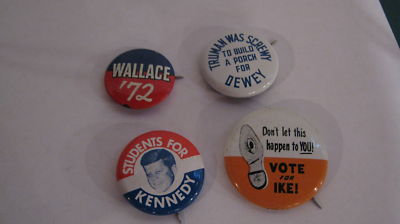 WALLACE
'72
TRUMAN WAS SCREWY
TO BUILD
A PORCH
FOR
DEWEY
STUDENTS FOR
KENNEDY
Don't let this
happen to YOU!
VOTE
FOR
IKE!